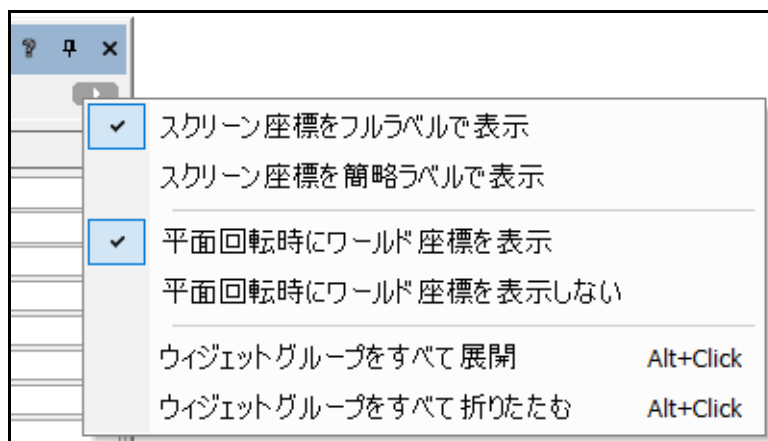 スクリーン座標をフルラベルで表示
スクリーン座標を簡略ラベルで表示
平面回転時にワールド座標を表示
平面回転時にワールド座標を表示しない
ウィジェットグループをすべて展開 Alt+Click
ウィジェットグループをすべて折りたたむ Alt+Click